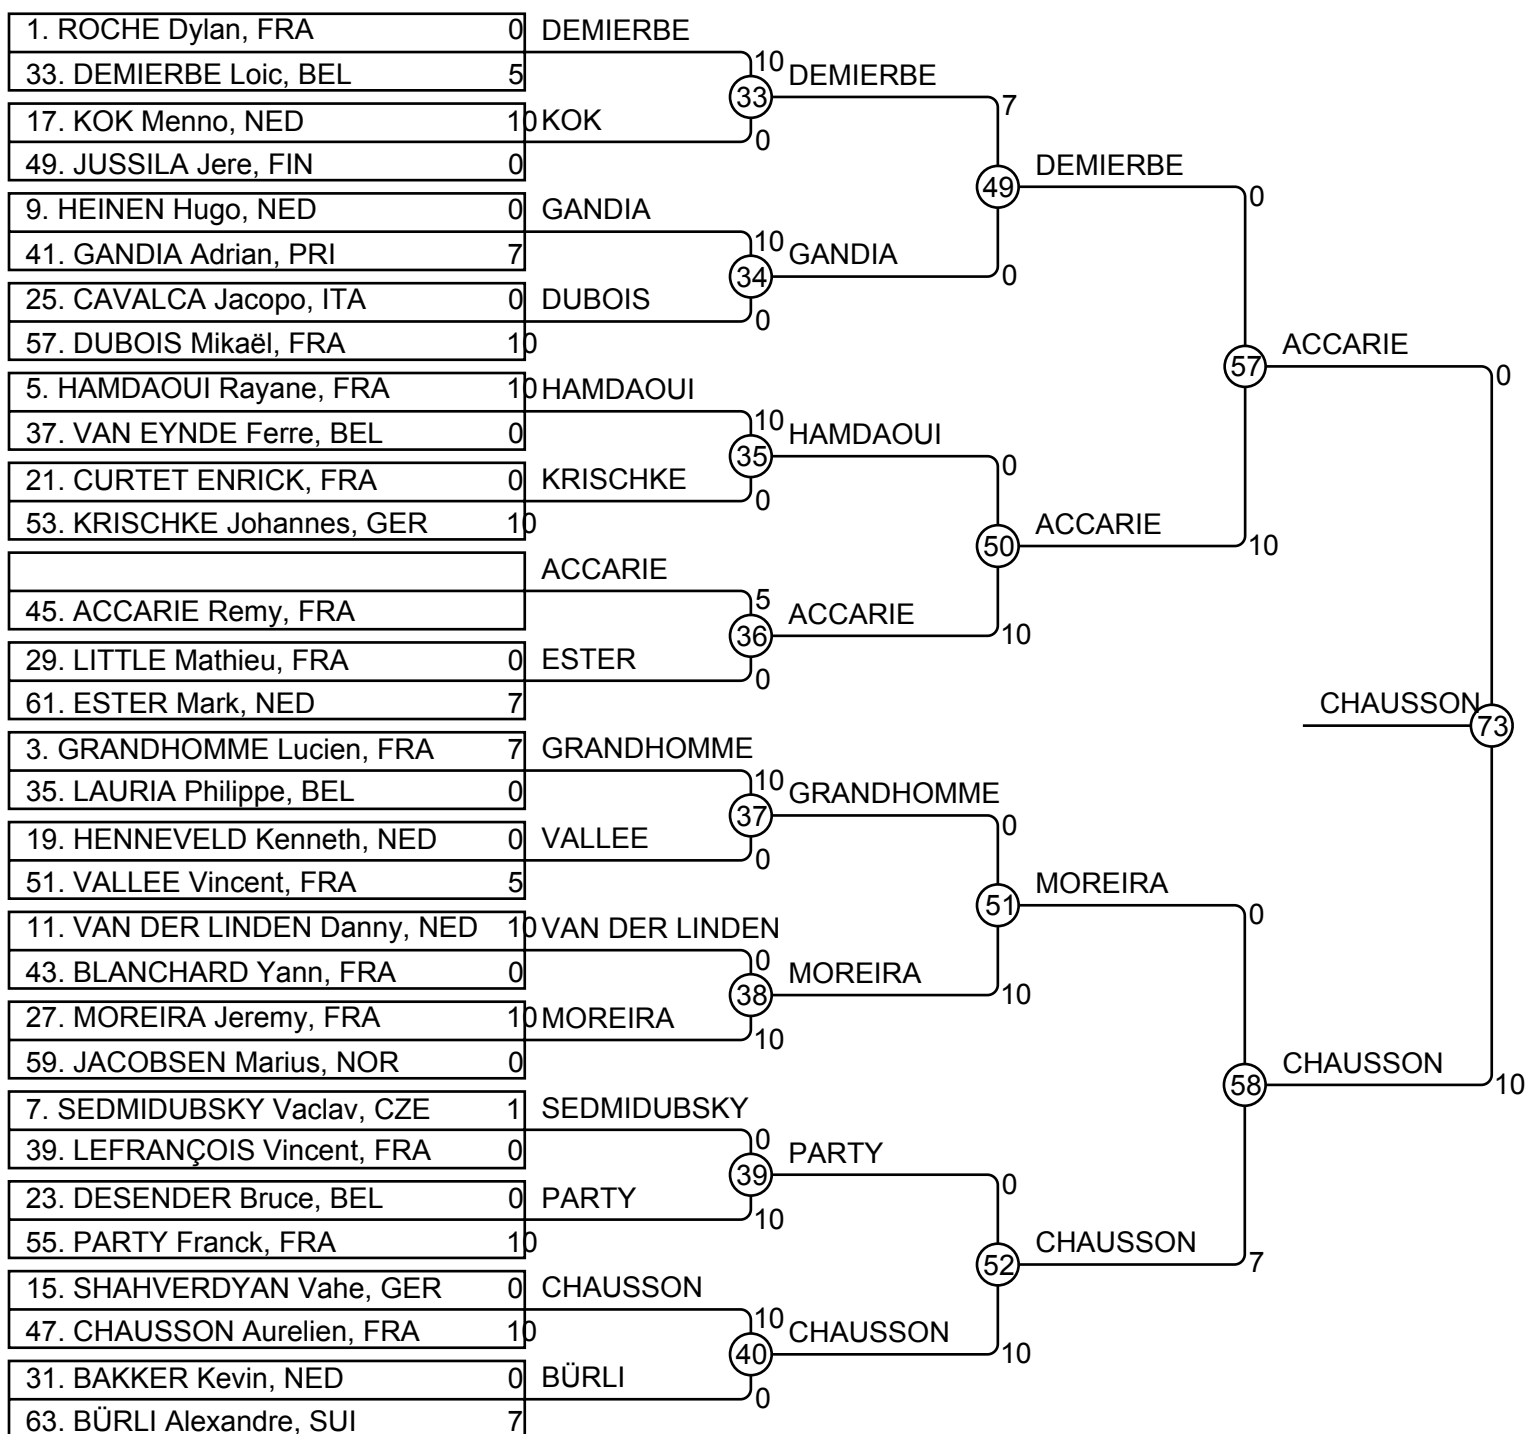 1. ROCHE Dylan, FRA 0 DEMIERBE
10
33. DEMIERBE Loic, BEL 5
33 DEMIERBE
7
17. KOK Menno, NED 10 KOK
0
49. JUSSILA Jere, FIN 0
49 DEMIERBE
0
9. HEINEN Hugo, NED 0 GANDIA
10
41. GANDIA Adrian, PRI 7
34 GANDIA
0
25. CAVALCA Jacopo, ITA 0 DUBOIS
0
57. DUBOIS Mikaël, FRA 10
57 ACCARIE
0
5. HAMDAOUI Rayane, FRA 10 HAMDAOUI
10
37. VAN EYNDE Ferre, BEL 0
35 HAMDAOUI
0
21. CURTET ENRICK, FRA 0 KRISCHKE
0
53. KRISCHKE Johannes, GER 10
50 ACCARIE
10
ACCARIE
5
45. ACCARIE Remy, FRA
36 ACCARIE
10
29. LITTLE Mathieu, FRA 0 ESTER
0
61. ESTER Mark, NED 7
CHAUSSON 73
3. GRANDHOMME Lucien, FRA 7 GRANDHOMME
10
35. LAURIA Philippe, BEL 0
37 GRANDHOMME
0
19. HENNEVELD Kenneth, NED 0 VALLEE
0
51. VALLEE Vincent, FRA 5
51 MOREIRA
0
11. VAN DER LINDEN Danny, NED 10 VAN DER LINDEN
0
43. BLANCHARD Yann, FRA 0
38 MOREIRA
10
27. MOREIRA Jeremy, FRA 10 MOREIRA
10
59. JACOBSEN Marius, NOR 0
58 CHAUSSON
10
7. SEDMIDUBSKY Vaclav, CZE 1 SEDMIDUBSKY
0
39. LEFRANÇOIS Vincent, FRA 0
39 PARTY
0
23. DESENDER Bruce, BEL 0 PARTY
10
55. PARTY Franck, FRA 10
52 CHAUSSON
7
15. SHAHVERDYAN Vahe, GER 0 CHAUSSON
10
47. CHAUSSON Aurelien, FRA 10
40 CHAUSSON
10
31. BAKKER Kevin, NED 0 BÜRLI
0
63. BÜRLI Alexandre, SUI 7